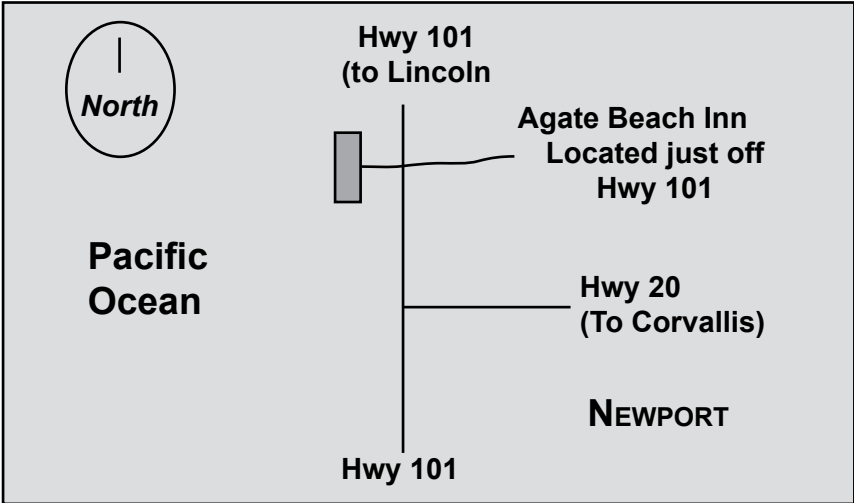 Hwy 101
(to Lincoln
North
Agate Beach Inn
Located just off
Hwy 101
Pacific
Ocean
Hwy 20
(To Corvallis)
NEWPORT
Hwy 101